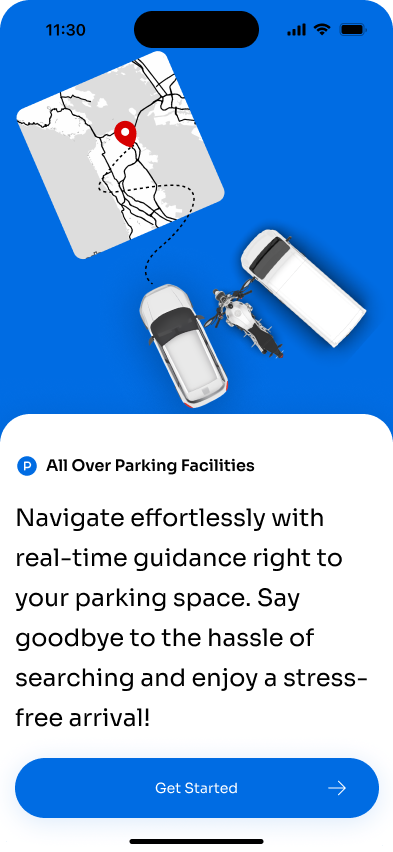 11:30
P All Over Parking Facilities
Navigate effortlessly with
real-time guidance right to
your parking space. Say
goodbye to the hassle of
searching and enjoy a stress-
free arrival!
Get Started